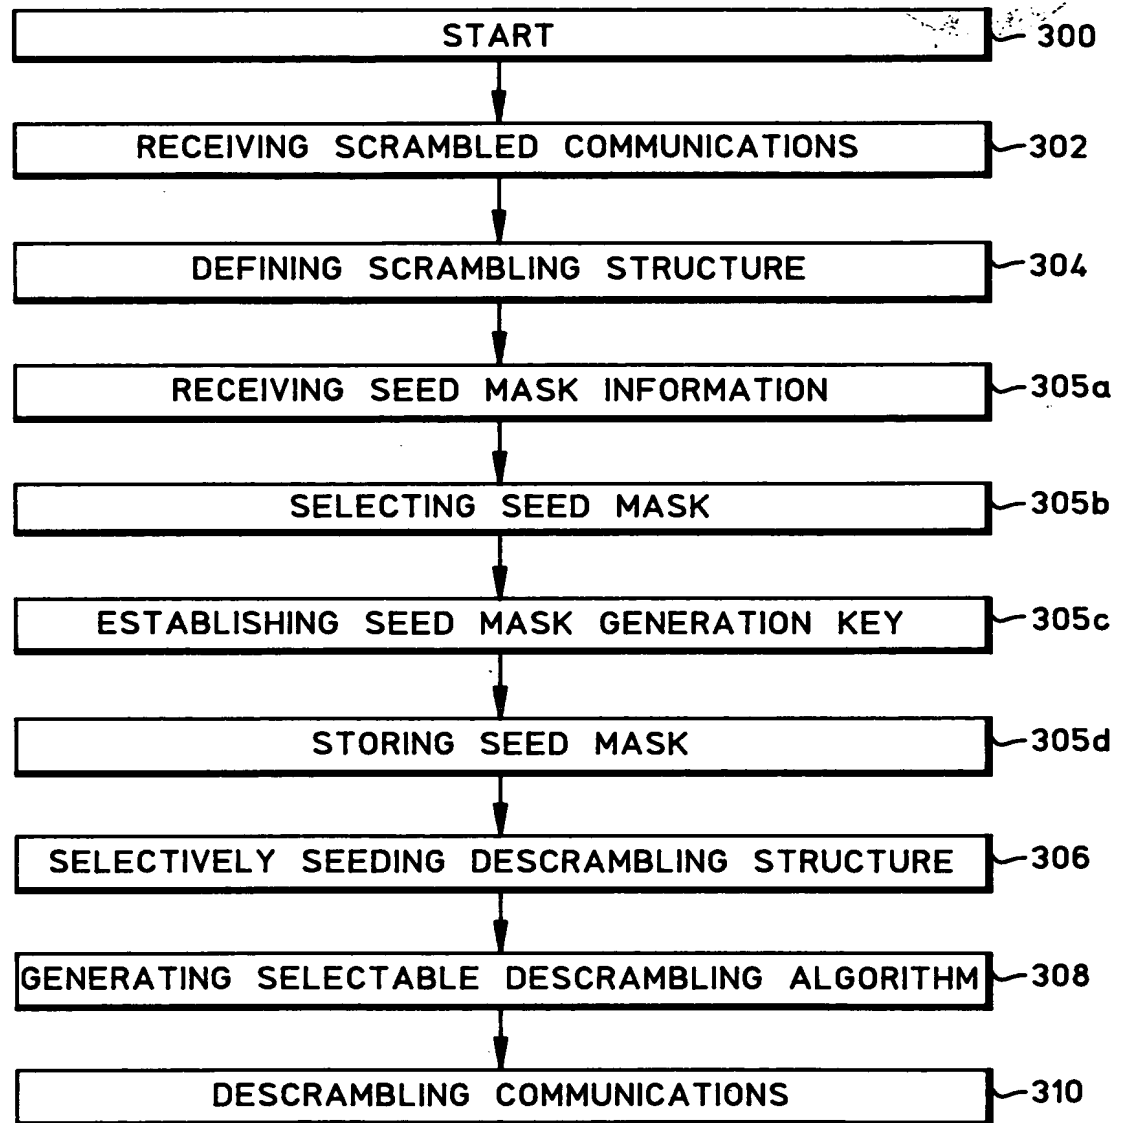 START 300
RECEIVING SCRAMBLED COMMUNICATIONS 302
DEFINING SCRAMBLING STRUCTURE 304
RECEIVING SEED MASK INFORMATION 305a
SELECTING SEED MASK 305b
ESTABLISHING SEED MASK GENERATION KEY 305c
STORING SEED MASK 305d
SELECTIVELY SEEDING DESCRAMBLING STRUCTURE 306
GENERATING SELECTABLE DESCRAMBLING ALGORITHM 308
DESCRAMBLING COMMUNICATIONS 310